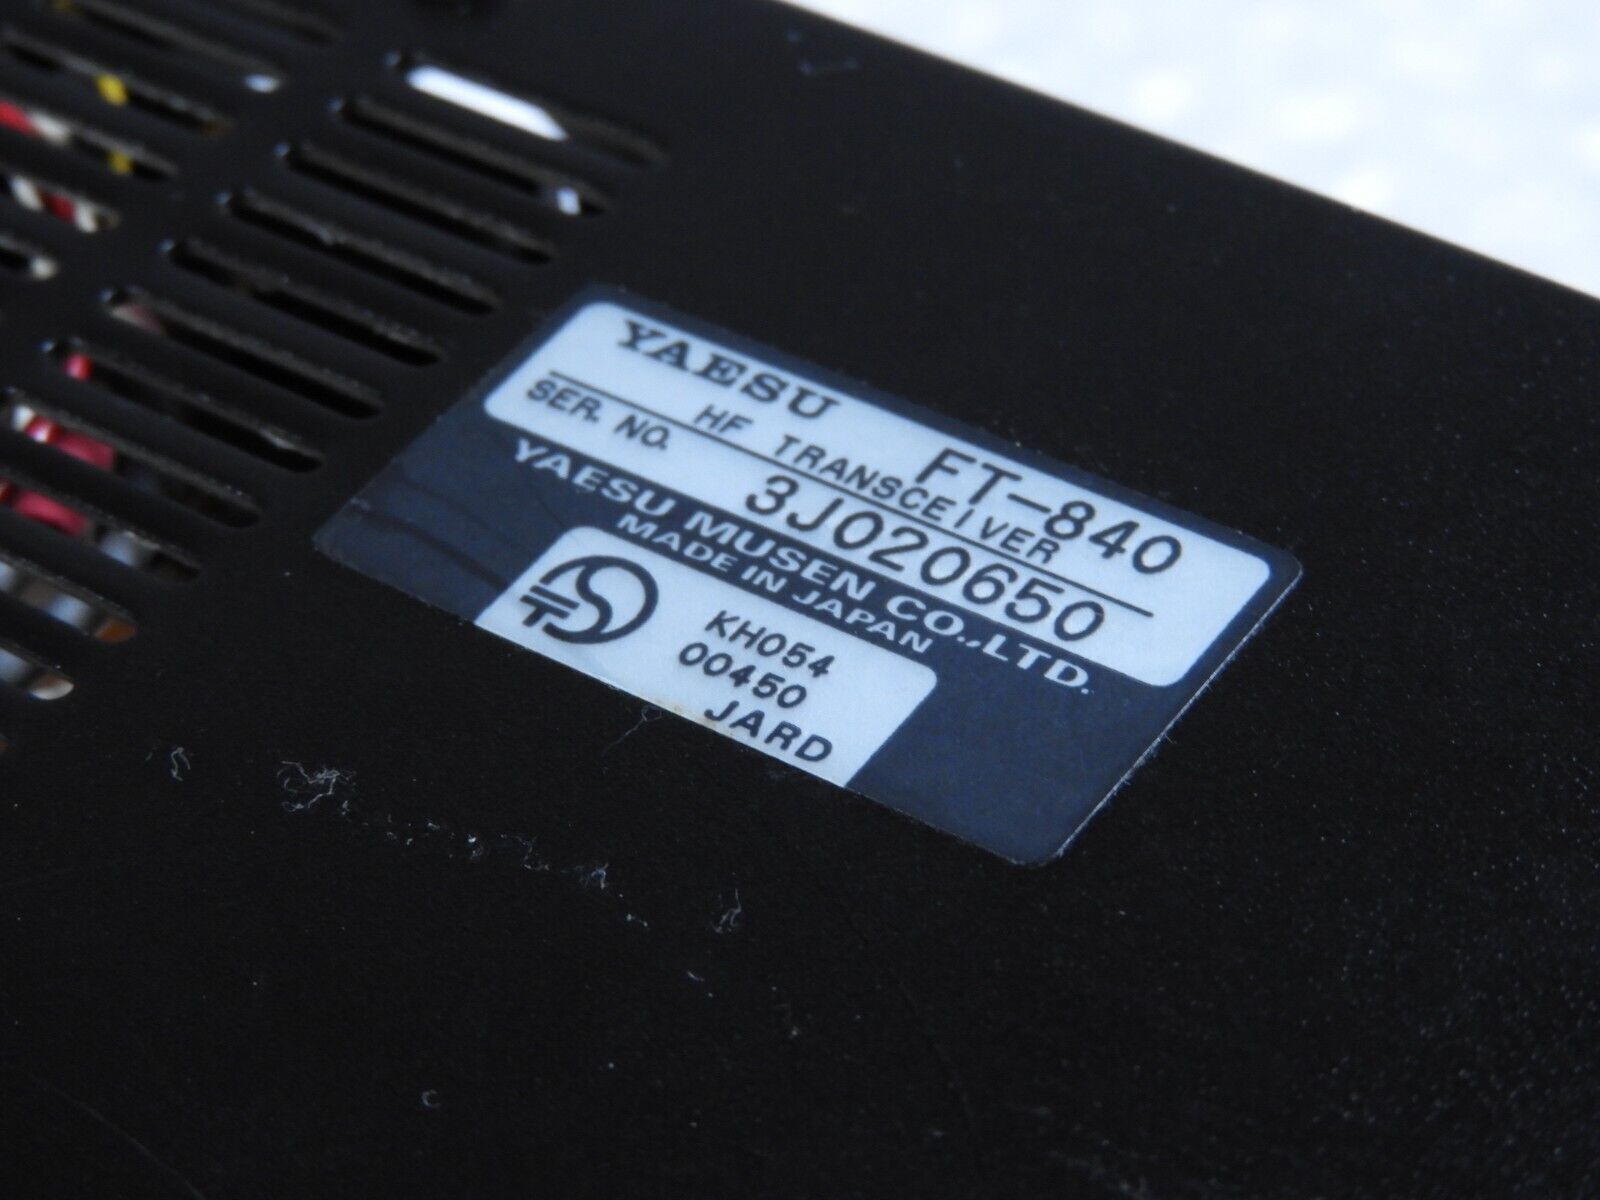 YAESU FT-840
HF TRANSCEIVER
SER. NO. 3J020650
YAESU MUSEN CO.,LTD.
MADE IN JAPAN
KH054
00450
JARD